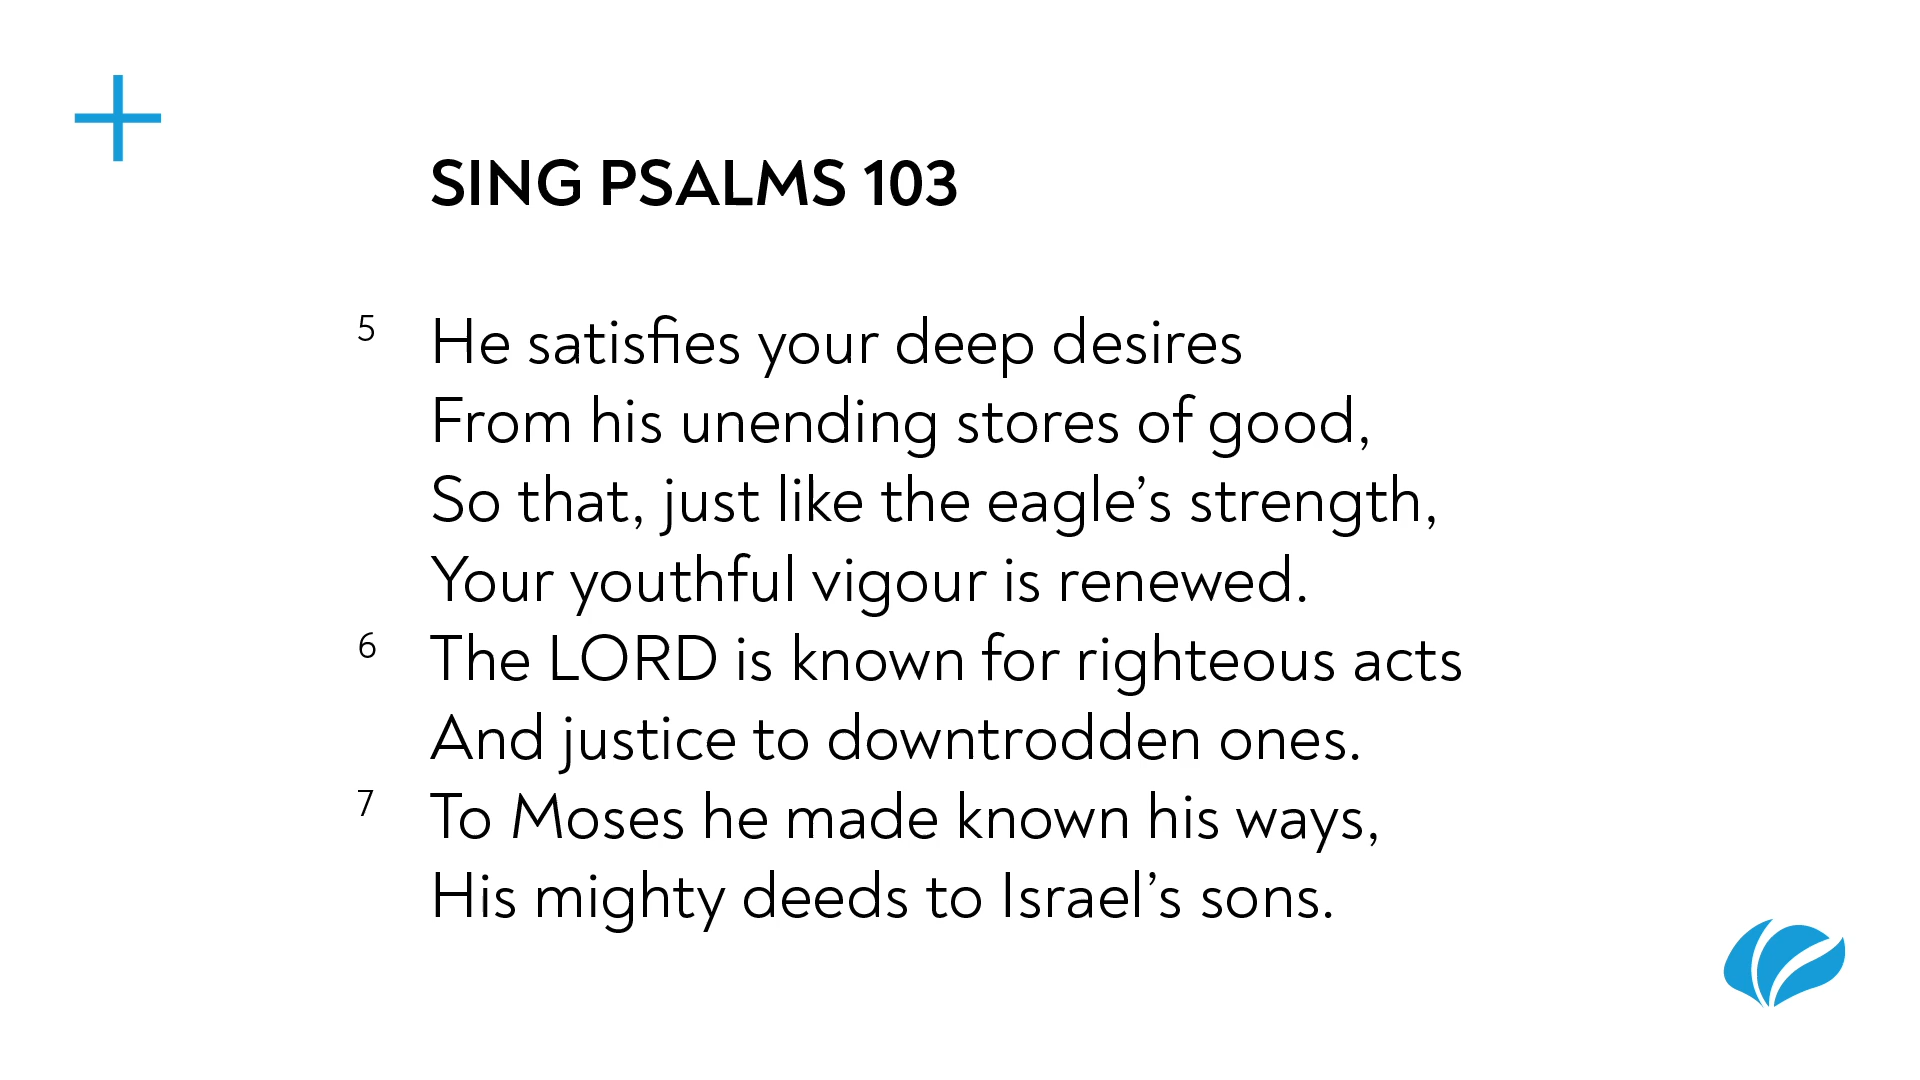 SING PSALMS 103
5 He satisfies your deep desires
From his unending stores of good,
So that, just like the eagle’s strength,
Your youthful vigour is renewed.
6 The LORD is known for righteous acts
And justice to downtrodden ones.
7 To Moses he made known his ways,
His mighty deeds to Israel’s sons.